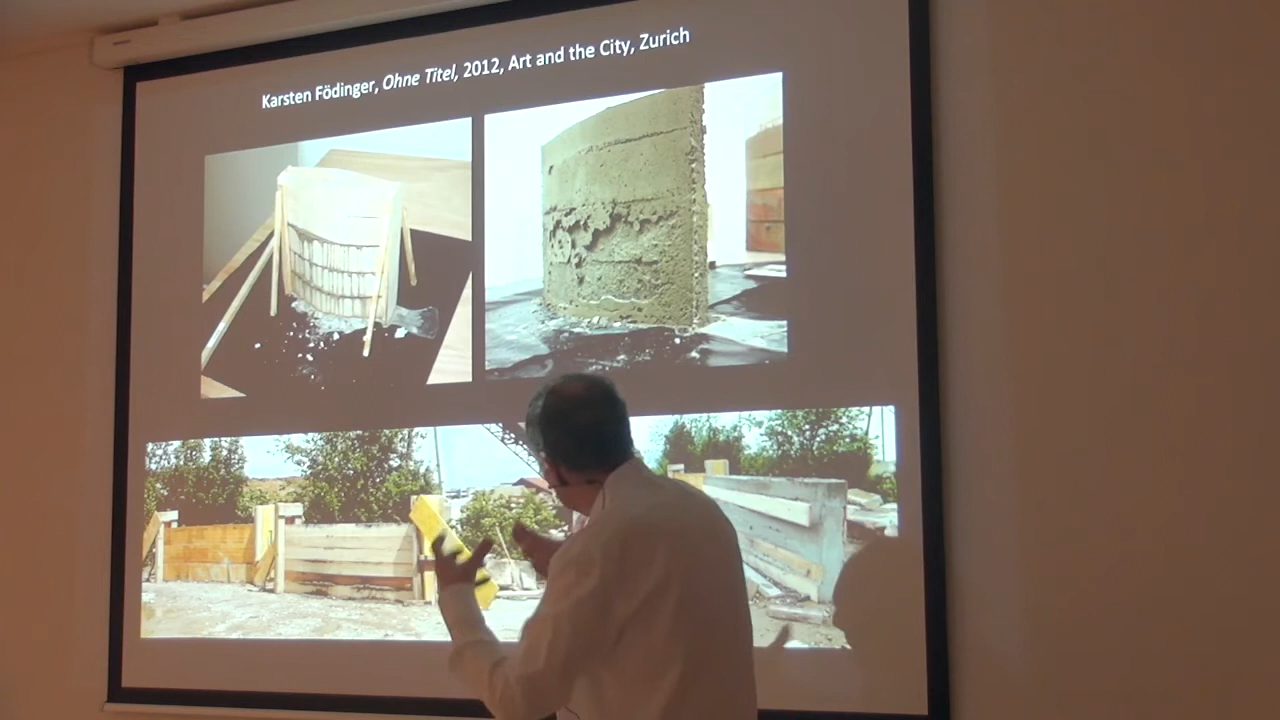 Karsten Födinger, Ohne Titel, 2012, Art and the City, Zurich